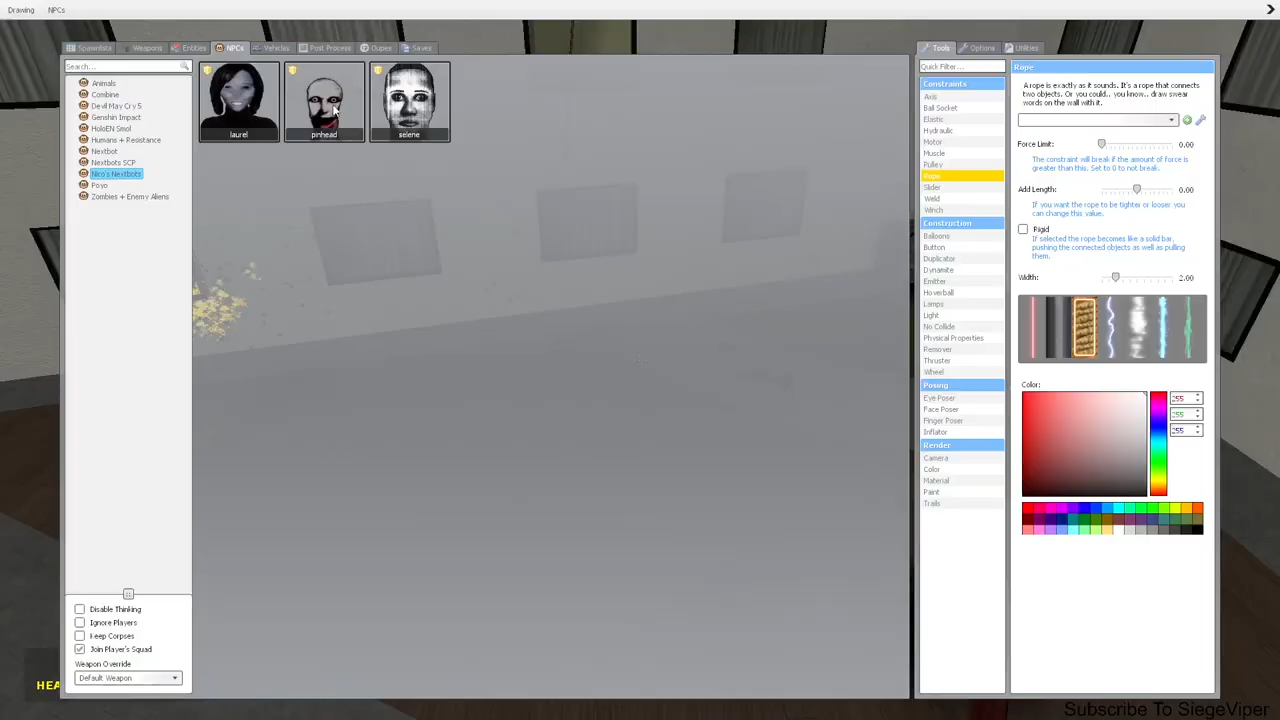 Drawing NPCs
Spawnlists Weapons Entities NPCs Vehicles Post Process Dupes Saves
Search...
Animals
Combine
Devil May Cry 5
Genshin Impact
HoloEN Smol
Humans + Resistance
Nextbot
Nextbots SCP
Nico's Nextbots
Poyo
Zombies + Enemy Aliens
laurel pinhead selene
Disable Thinking
Ignore Players
Keep Corpses
Join Player's Squad
Weapon Override
Default Weapon
HEA
Tools Options Utilities
Quick Filter...
Constraints
Axis
Ball Socket
Elastic
Hydraulic
Motor
Muscle
Pulley
Rope
Slider
Weld
Winch
Construction
Balloons
Button
Duplicator
Dynamite
Emitter
Hoverball
Lamps
Light
No Collide
Physical Properties
Remover
Thruster
Wheel
Posing
Eye Poser
Face Poser
Finger Poser
Inflator
Render
Camera
Color
Material
Paint
Trails
Rope
A rope is exactly as it sounds. It's a rope that connects
two objects. Or you could.. you know.. draw swear
words on the wall with it.
Force Limit: 0.00
The constraint will break if the amount of force is
greater than this. Set to 0 to not break.
Add Length: 0.00
If you want the rope to be tighter or looser you
can change this value.
Rigid
If selected the rope becomes like a solid bar,
pushing the connected objects as well as pulling
them.
Width: 2.00
Color:
255
255
255
Subscribe To SiegeViper